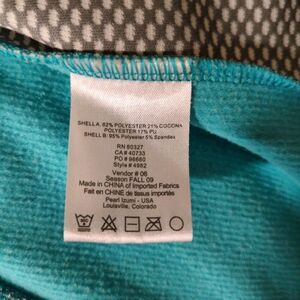 SHELL A: 62% POLYESTER 21% COCONA
POLYESTER 17% PU
SHELL B: 95% Polyester 5% Spandex
RN 80327
CA# 40733
PO # 96660
Style # 4982
Vendor # 06
Season FALL 09
Made in CHINA of Imported Fabrics
Fait en CHINE de tissus importés
Pearl Izumi - USA
Louisville, Colorado